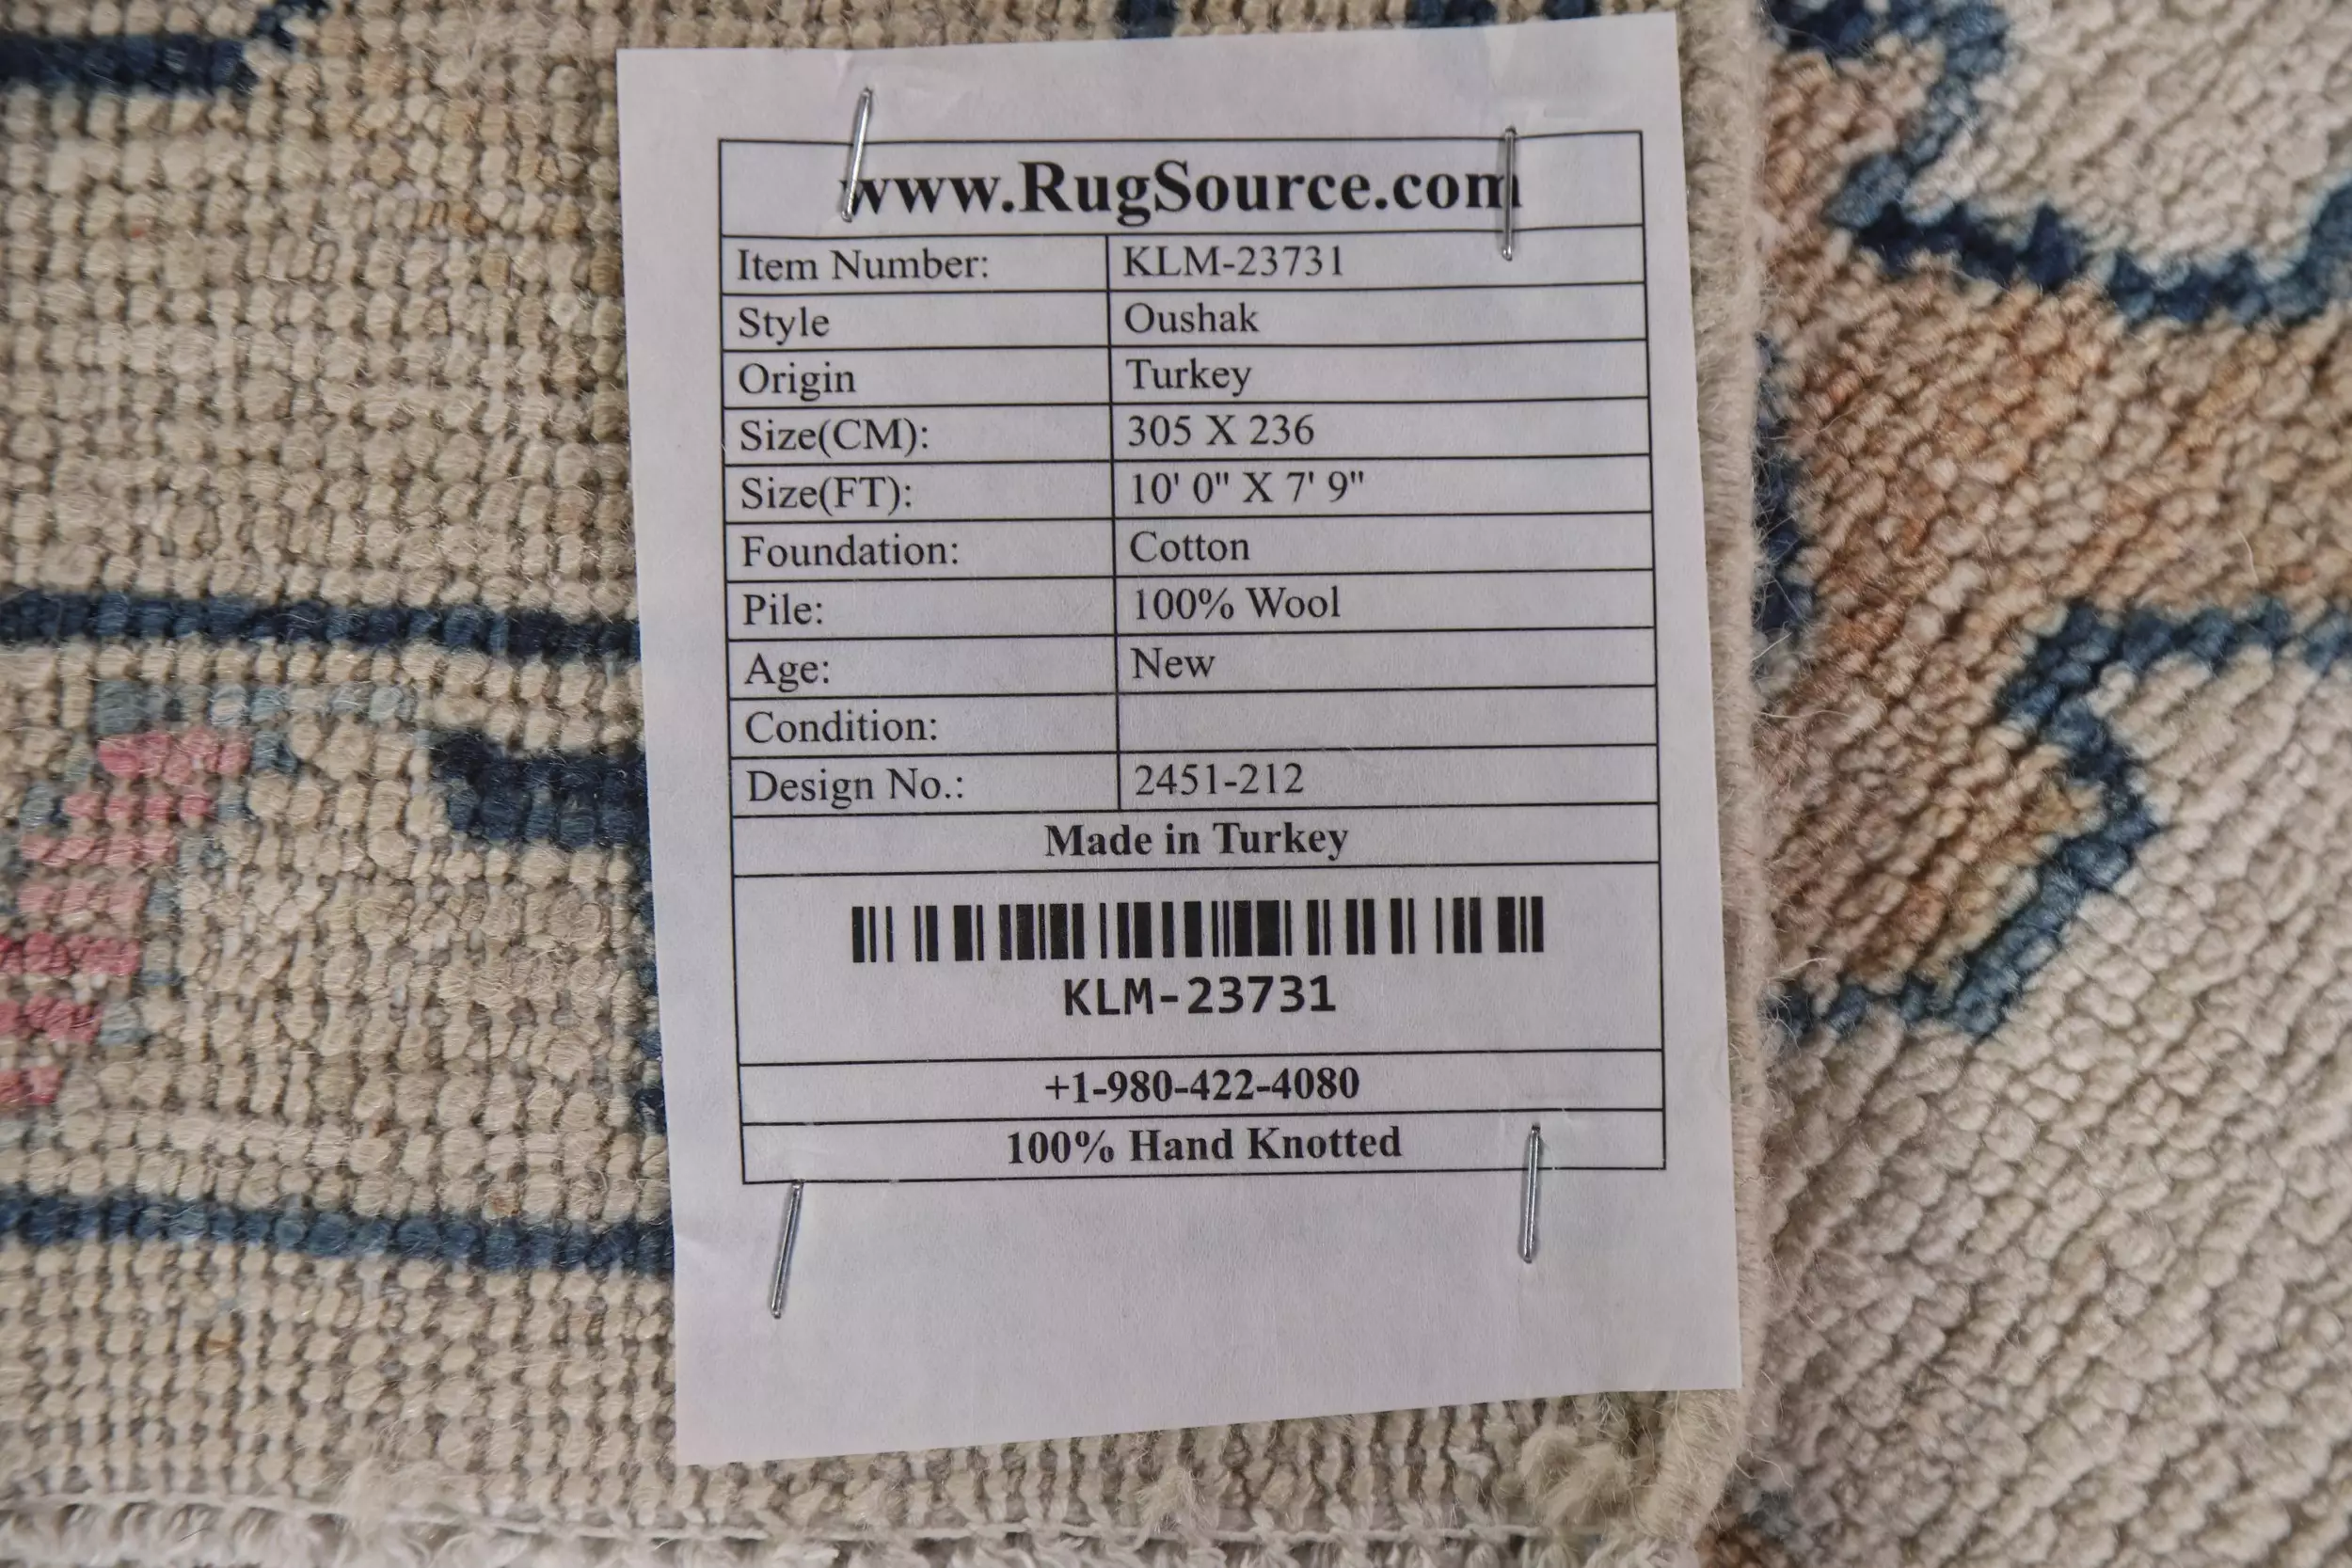 www.RugSource.com
Item Number: KLM-23731
Style Oushak
Origin Turkey
Size(CM): 305 X 236
Size(FT): 10' 0" X 7' 9"
Foundation: Cotton
Pile: 100% Wool
Age: New
Condition:
Design No.: 2451-212
Made in Turkey
KLM-23731
+1-980-422-4080
100% Hand Knotted